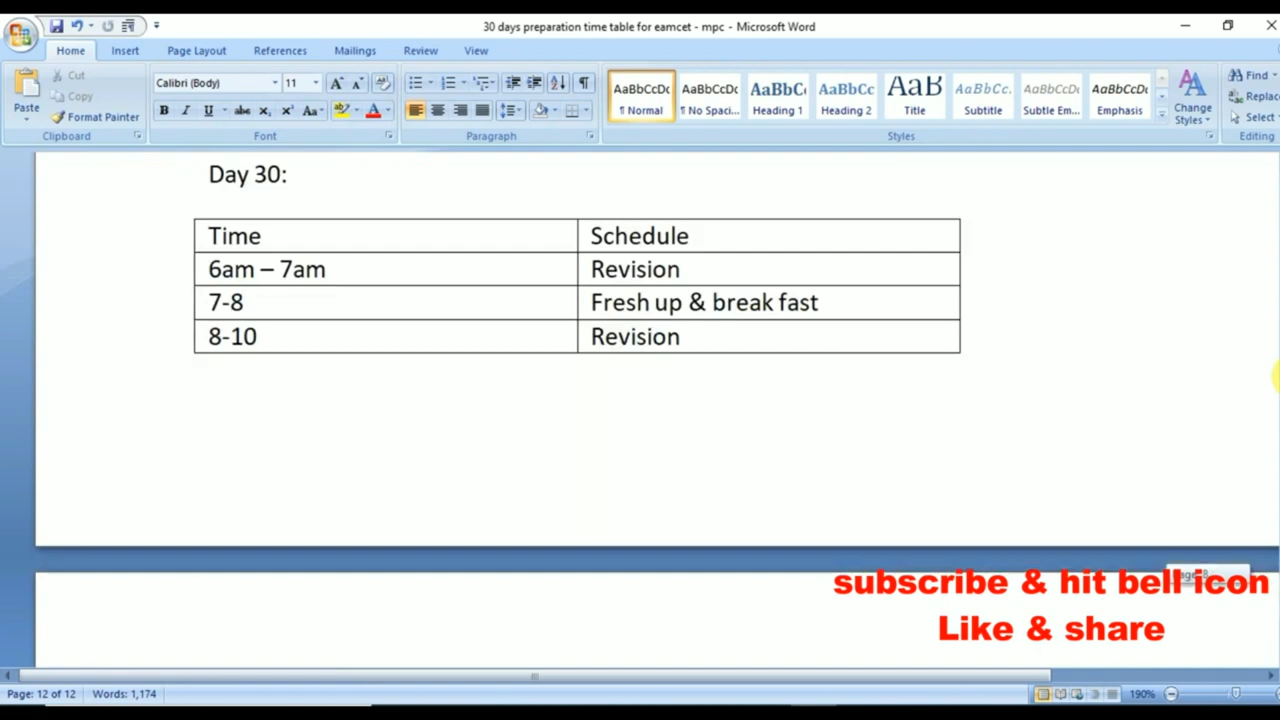 30 days preparation time table for eamcet - mpc - Microsoft Word
Home Insert Page Layout References Mailings Review View
Paste
Cut
Copy
Format Painter
Clipboard
Calibri (Body) 11
Font
Paragraph
AaBbCcDc AaBbCcDc AaBbC AaBbCc AaB AaBbCc. AaBbCcDc AaBbCcDc
¶ Normal ¶ No Spaci... Heading 1 Heading 2 Title Subtitle Subtle Em... Emphasis
Change Styles
Styles
Find
Replac
Select
Editing
Day 30:
Time Schedule
6am – 7am Revision
7-8 Fresh up & break fast
8-10 Revision
subscribe & hit bell icon
Like & share
Page: 12 of 12 Words: 1,174 190%